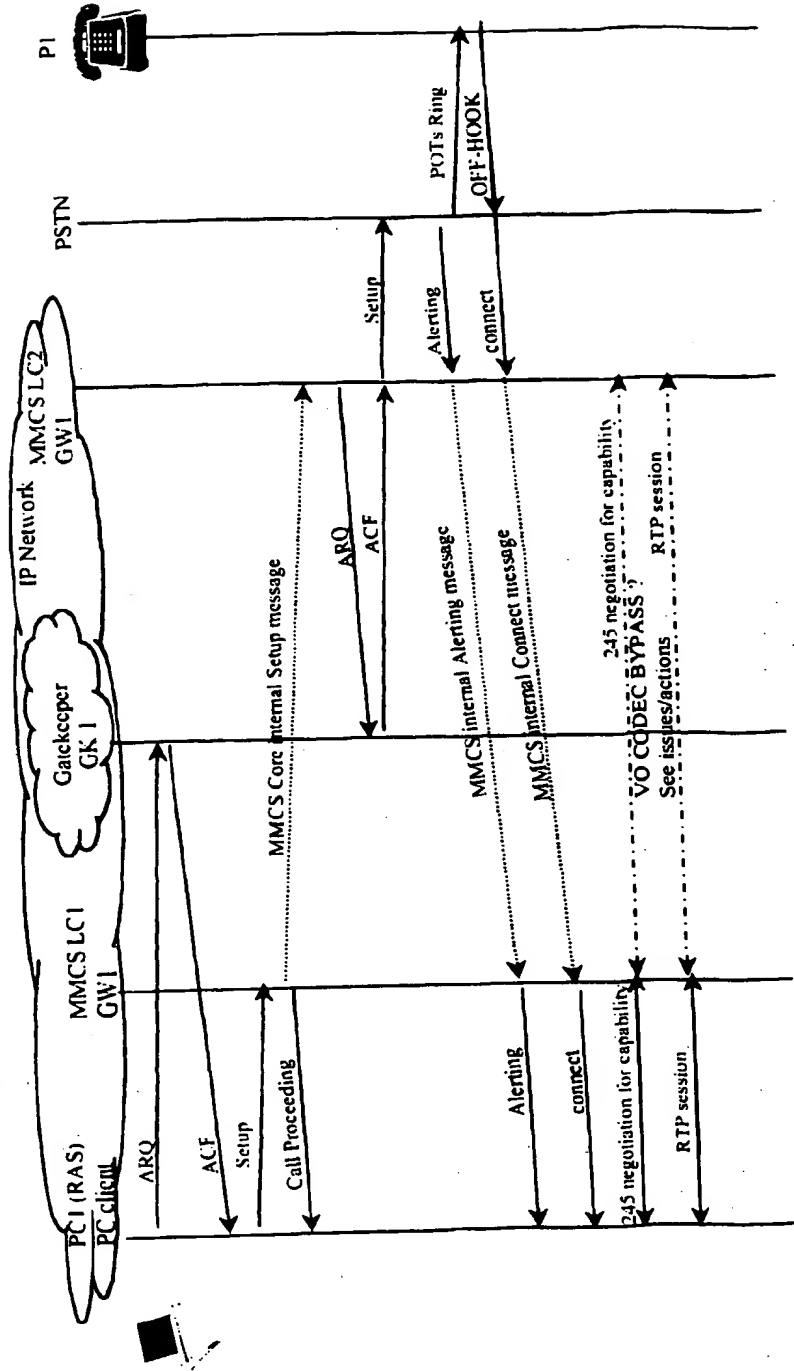 IP Network
PC1 (RAS)
PC client
MMCS LC1
GW1
Gatekeeper
GK 1
MMCS LC2
GW1
PSTN
P1
ARQ
ACF
Setup
Call Proceeding
MMCS Core internal Setup message
ARQ
ACF
Setup
Alerting
POTs Ring
OFF-HOOK
connect
MMCS internal Alerting message
MMCS internal Connect message
Alerting
connect
245 negotiation for capability
245 negotiation for capability
VO CODEC BYPASS ?
See issues/actions
RTP session
RTP session